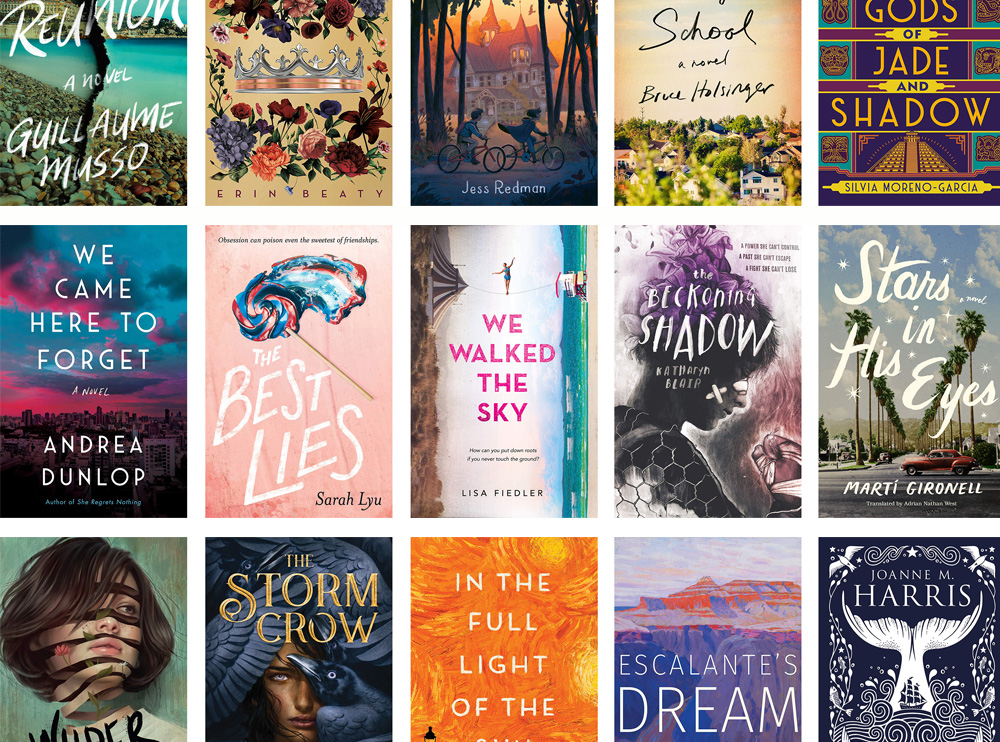 REUNION
A NOVEL
GUILLAUME
MUSSO
ERIN BEATY
Jess Redman
School
a novel
Bruce Holsinger
GODS
OF
JADE
AND
SHADOW
SILVIA MORENO-GARCIA
WE
CAME
HERE TO
FORGET
A NOVEL
ANDREA
DUNLOP
Author of She Regrets Nothing
Obsession can poison even the sweetest of friendships.
THE
BEST
LIES
Sarah Lyu
WE
WALKED
THE
SKY
How can you put down roots
if you never touch the ground?
LISA FIEDLER
A POWER SHE CAN'T CONTROL
A PAST SHE CAN'T ESCAPE
A FIGHT SHE CAN'T LOSE
the
BECKONING
SHADOW
KATHARYN
BLAIR
Stars
a novel
in
His
Eyes
MARTÍ GIRONELL
Translated by Adrian Nathan West
WILDER
THE
STORM
CROW
IN THE
FULL
LIGHT
OF THE
SUN
ESCALANTE'S
DREAM
JOANNE M.
HARRIS